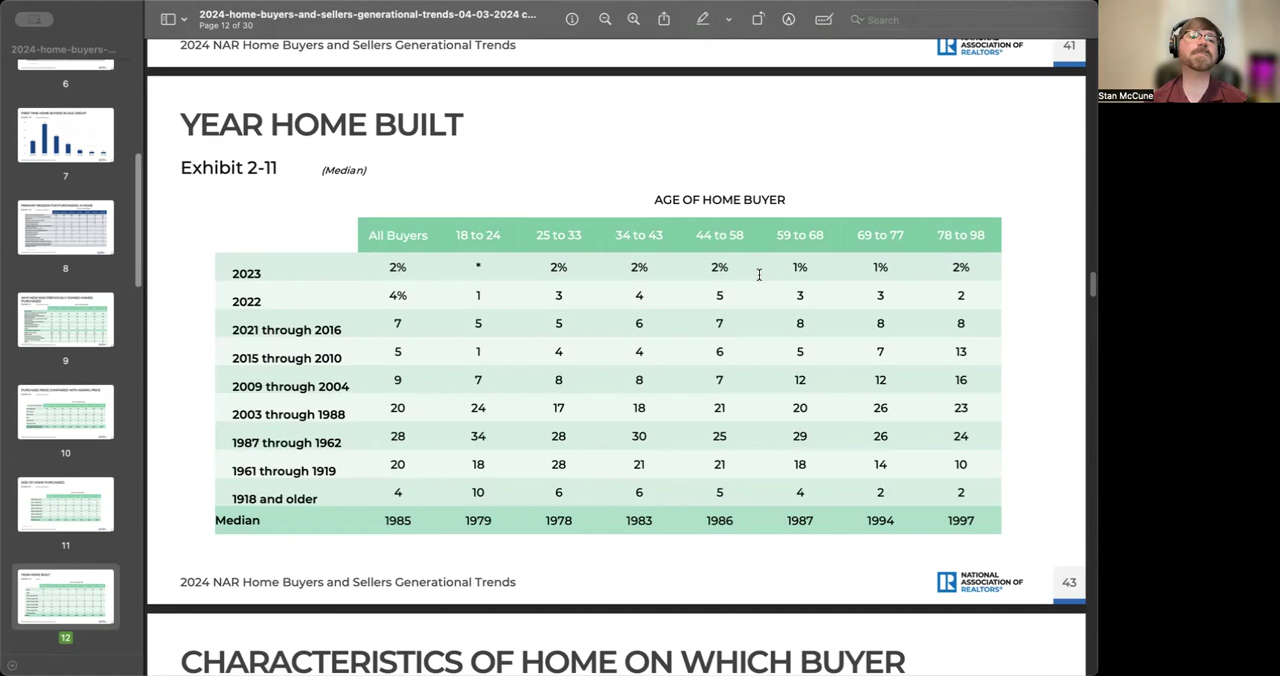 2024-home-buyers-and-sellers-generational-trends-04-03-2024 c...
Page 12 of 30
Search
2024-home-buyers-...
6
7
8
9
10
11
12
2024 NAR Home Buyers and Sellers Generational Trends
NATIONAL ASSOCIATION OF REALTORS®
41
YEAR HOME BUILT
Exhibit 2-11 (Median)
AGE OF HOME BUYER
All Buyers 18 to 24 25 to 33 34 to 43 44 to 58 59 to 68 69 to 77 78 to 98
2023 2% * 2% 2% 2% 1% 1% 2%
2022 4% 1 3 4 5 3 3 2
2021 through 2016 7 5 5 6 7 8 8 8
2015 through 2010 5 1 4 4 6 5 7 13
2009 through 2004 9 7 8 8 7 12 12 16
2003 through 1988 20 24 17 18 21 20 26 23
1987 through 1962 28 34 28 30 25 29 26 24
1961 through 1919 20 18 28 21 21 18 14 10
1918 and older 4 10 6 6 5 4 2 2
Median 1985 1979 1978 1983 1986 1987 1994 1997
2024 NAR Home Buyers and Sellers Generational Trends
NATIONAL
ASSOCIATION OF
REALTORS®
43
CHARACTERISTICS OF HOME ON WHICH BUYER
Stan McCune